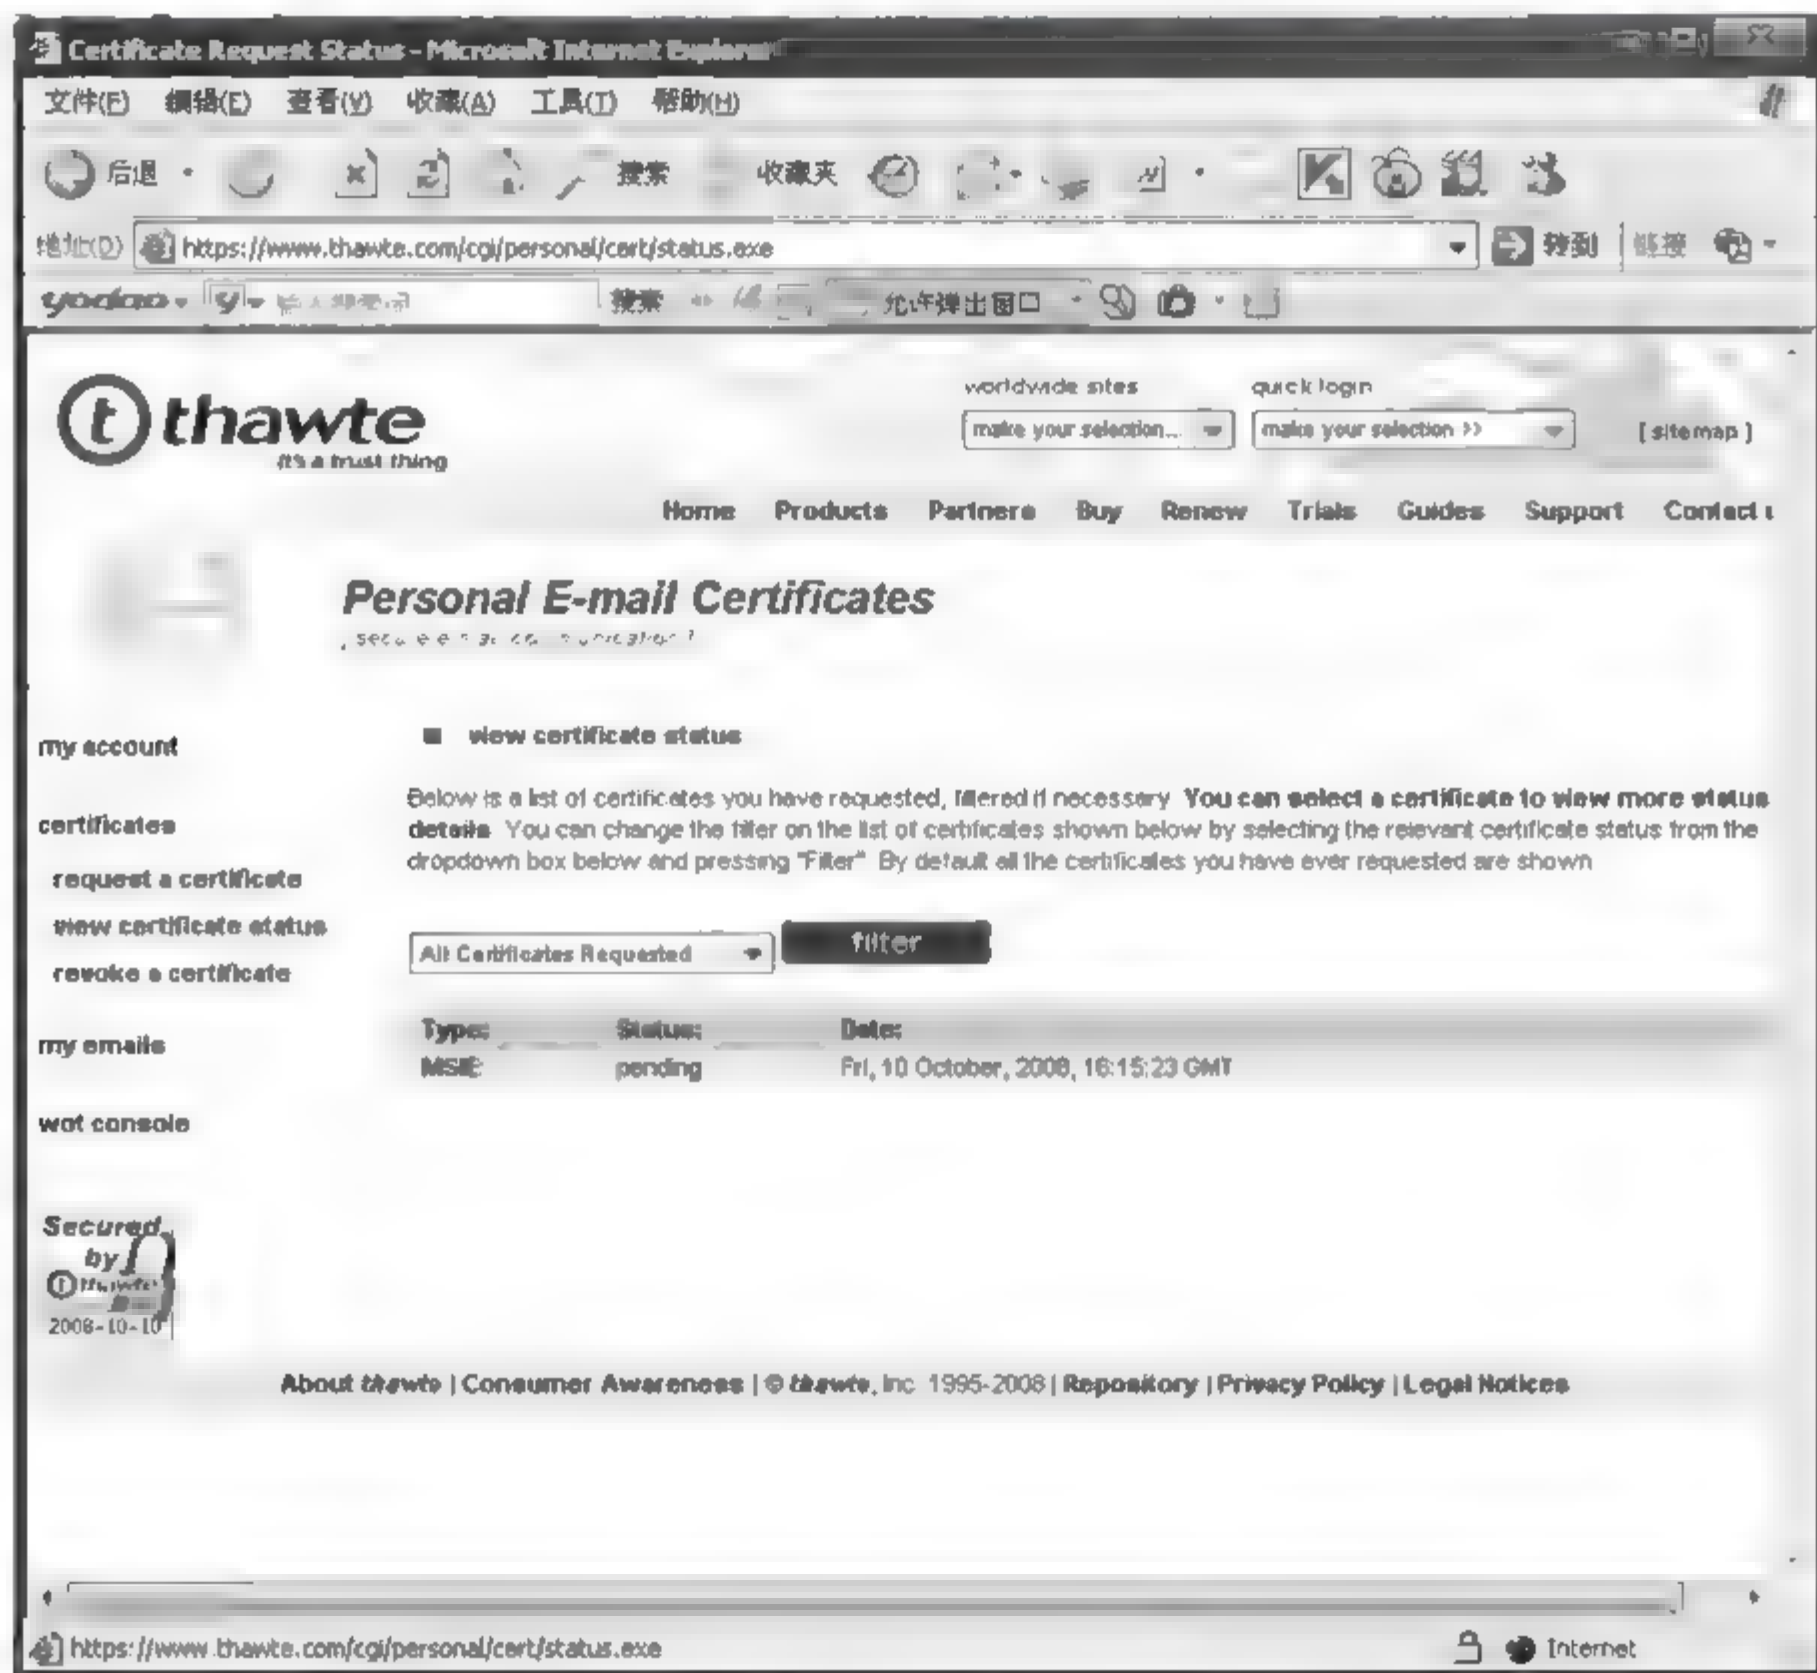 Certificate Request Status - Microsoft Internet Explorer
文件(F) 编辑(E) 查看(V) 收藏(A) 工具(T) 帮助(H)
后退 搜索 收藏夹
地址(D) https://www.thawte.com/cgi/personal/cert/status.exe 转到 链接
yodao 搜索 允许弹出窗口
worldwide sites quick login
thawte make your selection... make your selection >> [ sitemap ]
it's a trust thing
Home Products Partners Buy Renew Trials Guides Support Contact u
Personal E-mail Certificates
my account
view certificate status
Below is a list of certificates you have requested, filtered if necessary You can select a certificate to view more status
details You can change the filter on the list of certificates shown below by selecting the relevant certificate status from the
dropdown box below and pressing "Filter" By default all the certificates you have ever requested are shown
certificates
request a certificate
view certificate status
revoke a certificate
All Certificates Requested filter
my emails
Type: Status: Date:
MSIE pending Fri, 10 October, 2008, 16:15:23 GMT
wot console
Secured
by
thawte
2008-10-10
About thawte | Consumer Awareness | © thawte, Inc 1995-2008 | Repository | Privacy Policy | Legal Notices
https://www.thawte.com/cgi/personal/cert/status.exe Internet